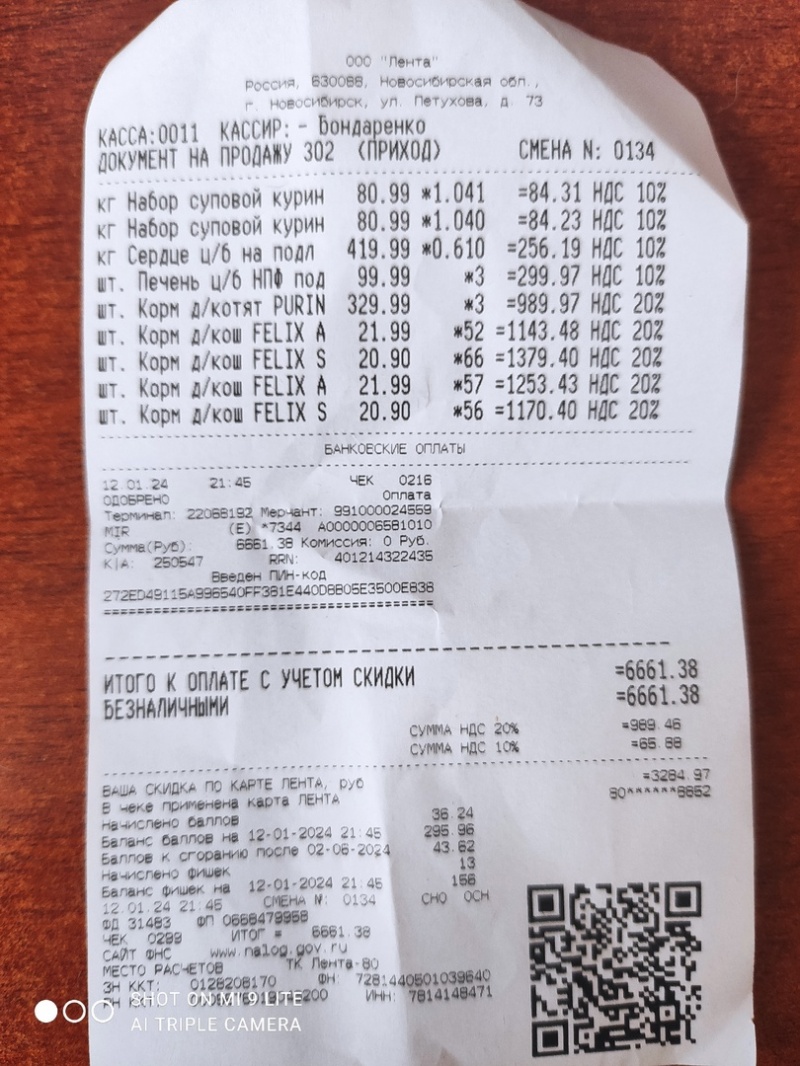 ООО "Лента"
Россия, 630088, Новосибирская обл.,
г. Новосибирск, ул. Петухова, д. 73
КАССА:0011 КАССИР: - Бондаренко
ДОКУМЕНТ НА ПРОДАЖУ 302 (ПРИХОД) СМЕНА N: 0134
кг Набор суповой курин 80.99 *1.041 =84.31 НДС 10%
кг Набор суповой курин 80.99 *1.040 =84.23 НДС 10%
кг Сердце ц/б на подл 419.99 *0.610 =256.19 НДС 10%
шт. Печень ц/б НПФ под 99.99 *3 =299.97 НДС 10%
шт. Корм д/котят PURIN 329.99 *3 =989.97 НДС 20%
шт. Корм д/кош FELIX A 21.99 *52 =1143.48 НДС 20%
шт. Корм д/кош FELIX S 20.90 *66 =1379.40 НДС 20%
шт. Корм д/кош FELIX A 21.99 *57 =1253.43 НДС 20%
шт. Корм д/кош FELIX S 20.90 *56 =1170.40 НДС 20%
БАНКОВСКИЕ ОПЛАТЫ
12.01.24 21:45 ЧЕК 0216
ОДОБРЕНО Оплата
Терминал: 22068192 Мерчант: 991000024559
MIR (E) *7344 A0000006581010
Сумма(Руб): 6661.38 Комиссия: 0 Руб.
К|А: 250547 RRN: 401214322435
Введен ПИН-код
272ED49115A996540FF381E440DBB05E3500E838
ИТОГО К ОПЛАТЕ С УЧЕТОМ СКИДКИ =6661.38
БЕЗНАЛИЧНЫМИ =6661.38
СУММА НДС 20% =989.46
СУММА НДС 10% =65.88
ВАША СКИДКА ПО КАРТЕ ЛЕНТА, руб =3284.97
В чеке применена карта ЛЕНТА 80******8852
Начислено баллов 36.24
Баланс баллов на 12-01-2024 21:45 295.96
Баллов к сгоранию после 02-06-2024 43.62
Начислено фишек 13
Баланс фишек на 12-01-2024 21:45 156
12.01.24 21:45 СМЕНА N: 0134 СНО ОСН
ФД 31483 ФП 0668479958
ЧЕК 0299 ИТОГ = 6661.38
САЙТ ФНС www.nalog.gov.ru
МЕСТО РАСЧЕТОВ ТК Лента-80
ЗН ККТ: 0128208170 ФН: 7281440501039640
200 ИНН: 7814148471
SHOT ON MI 9 LITE
AI TRIPLE CAMERA